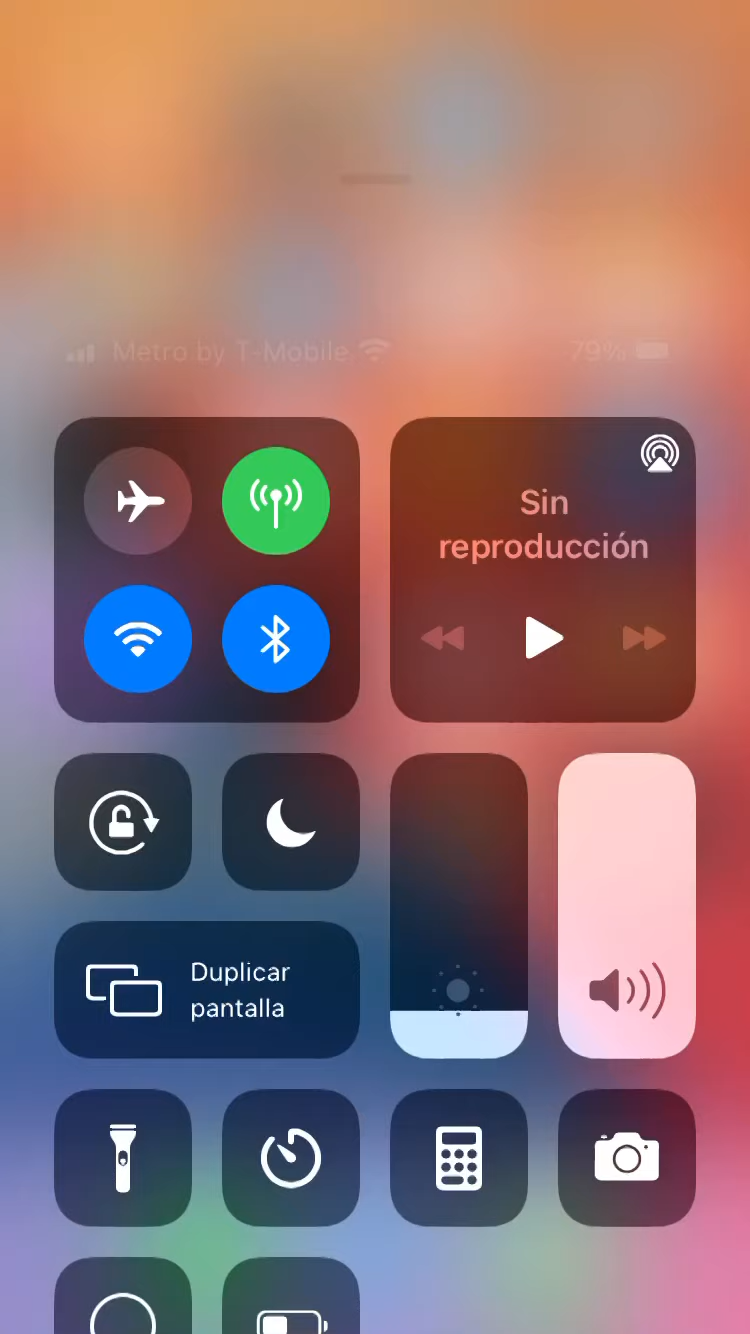 Metro by T-Mobile 79%
Sin
reproducción
Duplicar
pantalla